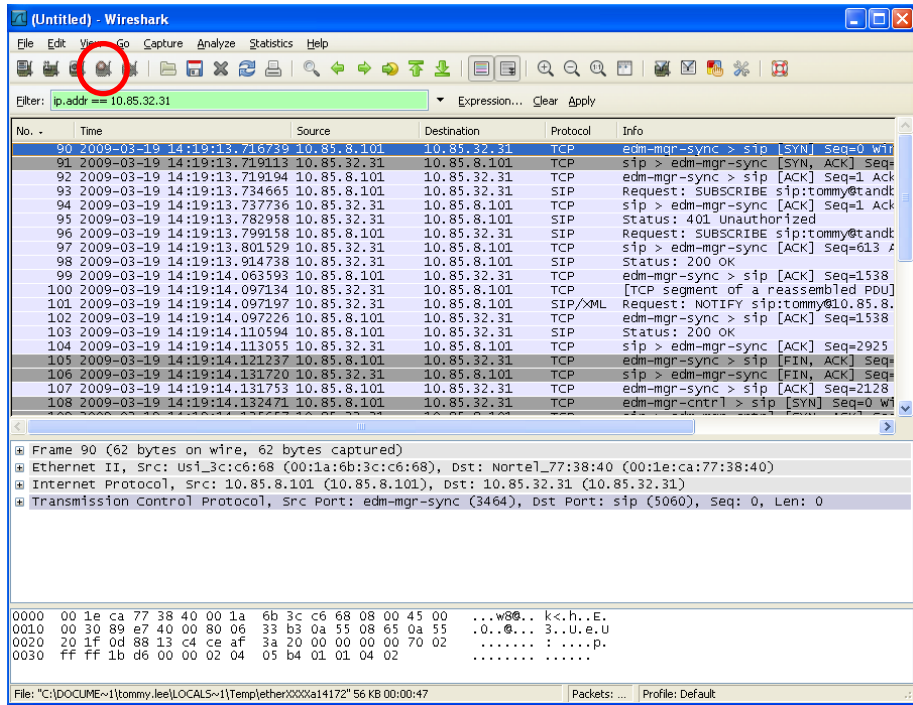 (Untitled) - Wireshark
File Edit View Go Capture Analyze Statistics Help
Filter: ip.addr == 10.85.32.31 Expression... Clear Apply
No. - Time Source Destination Protocol Info
90 2009-03-19 14:19:13.716739 10.85.8.101 10.85.32.31 TCP edm-mgr-sync > sip [SYN] Seq=0 Win
91 2009-03-19 14:19:13.719113 10.85.32.31 10.85.8.101 TCP sip > edm-mgr-sync [SYN, ACK] Seq=
92 2009-03-19 14:19:13.719194 10.85.8.101 10.85.32.31 TCP edm-mgr-sync > sip [ACK] Seq=1 Ack
93 2009-03-19 14:19:13.734665 10.85.8.101 10.85.32.31 SIP Request: SUBSCRIBE sip:tommy@tandb
94 2009-03-19 14:19:13.737736 10.85.32.31 10.85.8.101 TCP sip > edm-mgr-sync [ACK] Seq=1 Ack
95 2009-03-19 14:19:13.782958 10.85.32.31 10.85.8.101 SIP Status: 401 Unauthorized
96 2009-03-19 14:19:13.799158 10.85.8.101 10.85.32.31 SIP Request: SUBSCRIBE sip:tommy@tandb
97 2009-03-19 14:19:13.801529 10.85.32.31 10.85.8.101 TCP sip > edm-mgr-sync [ACK] Seq=613 A
98 2009-03-19 14:19:13.914738 10.85.32.31 10.85.8.101 SIP Status: 200 OK
99 2009-03-19 14:19:14.063593 10.85.8.101 10.85.32.31 TCP edm-mgr-sync > sip [ACK] Seq=1538
100 2009-03-19 14:19:14.097134 10.85.32.31 10.85.8.101 TCP [TCP segment of a reassembled PDU]
101 2009-03-19 14:19:14.097197 10.85.32.31 10.85.8.101 SIP/XML Request: NOTIFY sip:tommy@10.85.8.
102 2009-03-19 14:19:14.097226 10.85.8.101 10.85.32.31 TCP edm-mgr-sync > sip [ACK] Seq=1538
103 2009-03-19 14:19:14.110594 10.85.8.101 10.85.32.31 SIP Status: 200 OK
104 2009-03-19 14:19:14.113055 10.85.32.31 10.85.8.101 TCP sip > edm-mgr-sync [ACK] Seq=2925
105 2009-03-19 14:19:14.121237 10.85.8.101 10.85.32.31 TCP edm-mgr-sync > sip [FIN, ACK] Seq=
106 2009-03-19 14:19:14.131720 10.85.32.31 10.85.8.101 TCP sip > edm-mgr-sync [FIN, ACK] Seq=
107 2009-03-19 14:19:14.131753 10.85.8.101 10.85.32.31 TCP edm-mgr-sync > sip [ACK] Seq=2128
108 2009-03-19 14:19:14.132471 10.85.8.101 10.85.32.31 TCP edm-mgr-cntrl > sip [SYN] Seq=0 Wi
Frame 90 (62 bytes on wire, 62 bytes captured)
Ethernet II, Src: Usi_3c:c6:68 (00:1a:6b:3c:c6:68), Dst: Nortel_77:38:40 (00:1e:ca:77:38:40)
Internet Protocol, Src: 10.85.8.101 (10.85.8.101), Dst: 10.85.32.31 (10.85.32.31)
Transmission Control Protocol, Src Port: edm-mgr-sync (3464), Dst Port: sip (5060), Seq: 0, Len: 0
0000 00 1e ca 77 38 40 00 1a 6b 3c c6 68 08 00 45 00 ...w8@.. k<.h..E.
0010 00 30 89 e7 40 00 80 06 33 b3 0a 55 08 65 0a 55 .0..@... 3..U.e.U
0020 20 1f 0d 88 13 c4 ce af 3a 20 00 00 00 00 70 02 ....... : ....p.
0030 ff ff 1b d6 00 00 02 04 05 b4 01 01 04 02 ........ ......
File: "C:\DOCUME~1\tommy.lee\LOCALS~1\Temp\etherXXXXa14172" 56 KB 00:00:47 Packets: ... Profile: Default